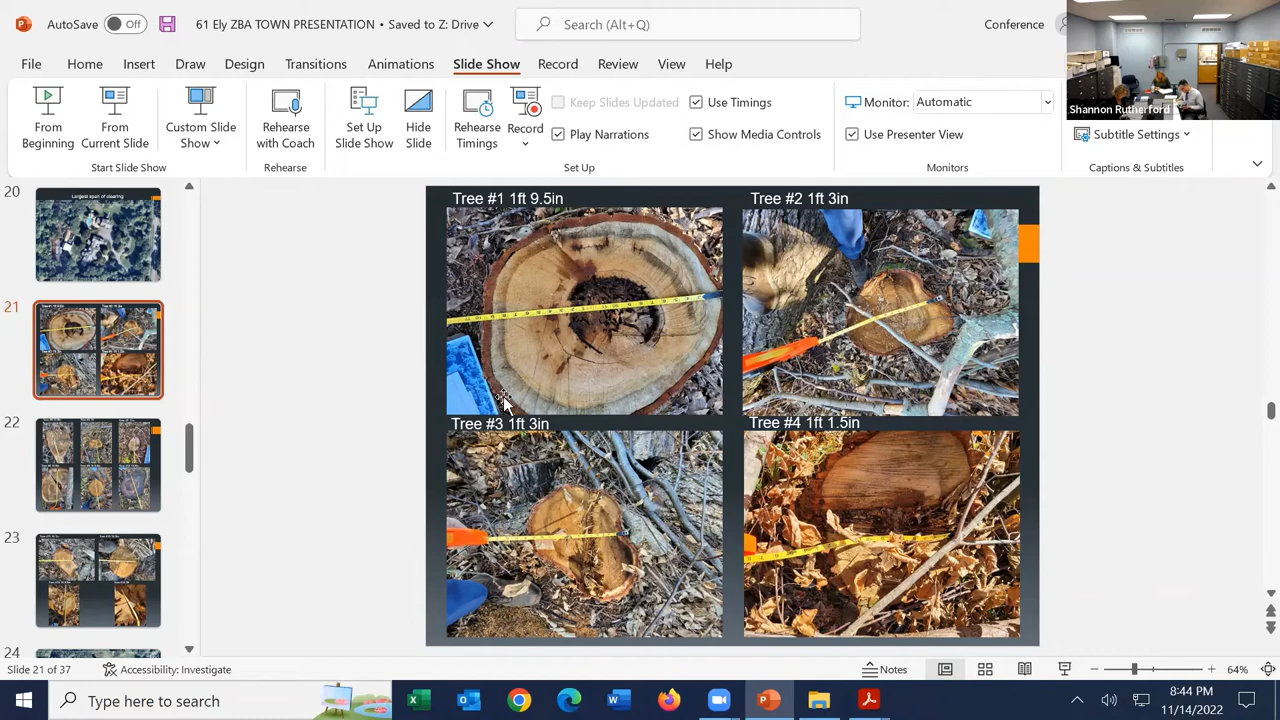 AutoSave Off 61 Ely ZBA TOWN PRESENTATION • Saved to Z: Drive Search (Alt+Q) Conference
File Home Insert Draw Design Transitions Animations Slide Show Record Review View Help
From Beginning
From Current Slide
Custom Slide Show
Start Slide Show
Rehearse with Coach
Rehearse
Set Up Slide Show
Hide Slide
Rehearse Timings
Record
Keep Slides Updated
Play Narrations
Use Timings
Show Media Controls
Set Up
Monitor: Automatic
Use Presenter View
Monitors
Shannon Rutherford
Subtitle Settings
Captions & Subtitles
20
Largest span of clearing
21
22
23
24
Tree #1 1ft 9.5in
Tree #2 1ft 3in
Tree #3 1ft 3in
Tree #4 1ft 1.5in
Slide 21 of 37 Accessibility: Investigate Notes 64%
Type here to search
8:44 PM
11/14/2022